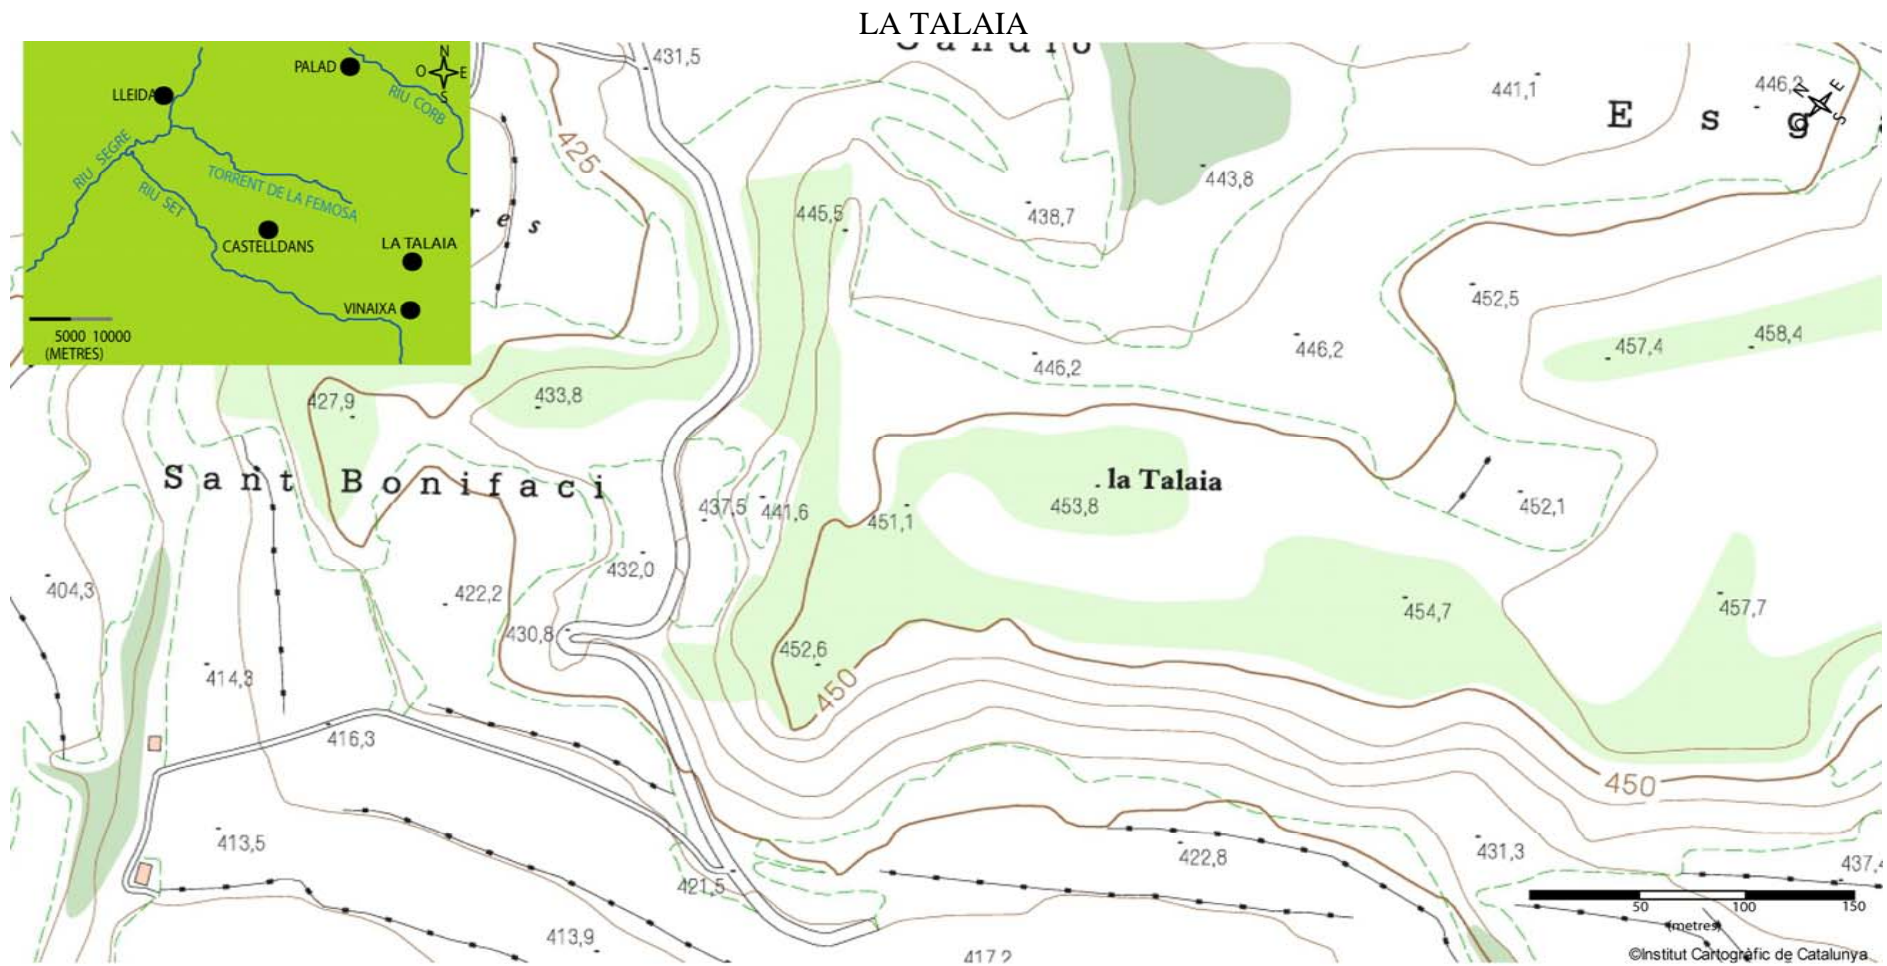 LA TALAIA
N
O E
S
PALAD
RIU CORB
LLEIDA
RIU SEGRE
TORRENT DE LA FEMOSA
RIU SET
CASTELLDANS
LA TALAIA
VINAIXA
5000 10000
(METRES)
431,5
441,1
446,2
E s g
N E
O S
425
443,8
445,5
438,7
r e s
452,5
457,4
458,4
446,2
446,2
427,9
433,8
Sant Bonifaci
la Talaia
437,5
441,6
451,1
453,8
452,1
404,3
432,0
422,2
454,7
457,7
430,8
452,6
414,3
450
416,3
450
413,5
422,8
431,3
437,4
421,5
50 100 150
(metres)
413,9
417,2
©Institut Cartogràfic de Catalunya